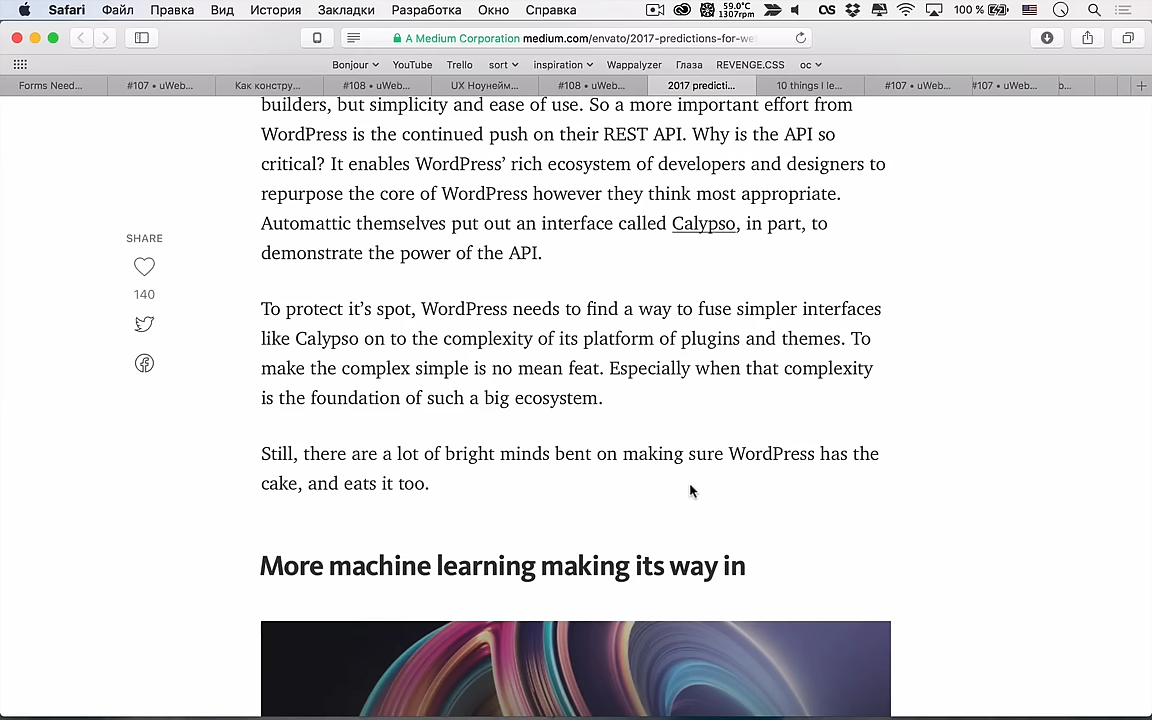 Safari Файл Правка Вид История Закладки Разработка Окно Справка 59.0°C 1307rpm OS 100 %
A Medium Corporation medium.com/envato/2017-predictions-for-we
Bonjour YouTube Trello sort inspiration Wappalyzer Глаза REVENGE.CSS ос
Forms Need... #107 • uWeb... Как констру... #108 • uWeb... UX Ноунейм... #108 • uWeb... 2017 predicti... 10 things I le... #107 • uWeb... #107 • uWeb... b...
builders, but simplicity and ease of use. So a more important effort from
WordPress is the continued push on their REST API. Why is the API so
critical? It enables WordPress’ rich ecosystem of developers and designers to
repurpose the core of WordPress however they think most appropriate.
Automattic themselves put out an interface called Calypso, in part, to
demonstrate the power of the API.
SHARE
140
To protect it’s spot, WordPress needs to find a way to fuse simpler interfaces
like Calypso on to the complexity of its platform of plugins and themes. To
make the complex simple is no mean feat. Especially when that complexity
is the foundation of such a big ecosystem.
Still, there are a lot of bright minds bent on making sure WordPress has the
cake, and eats it too.
More machine learning making its way in